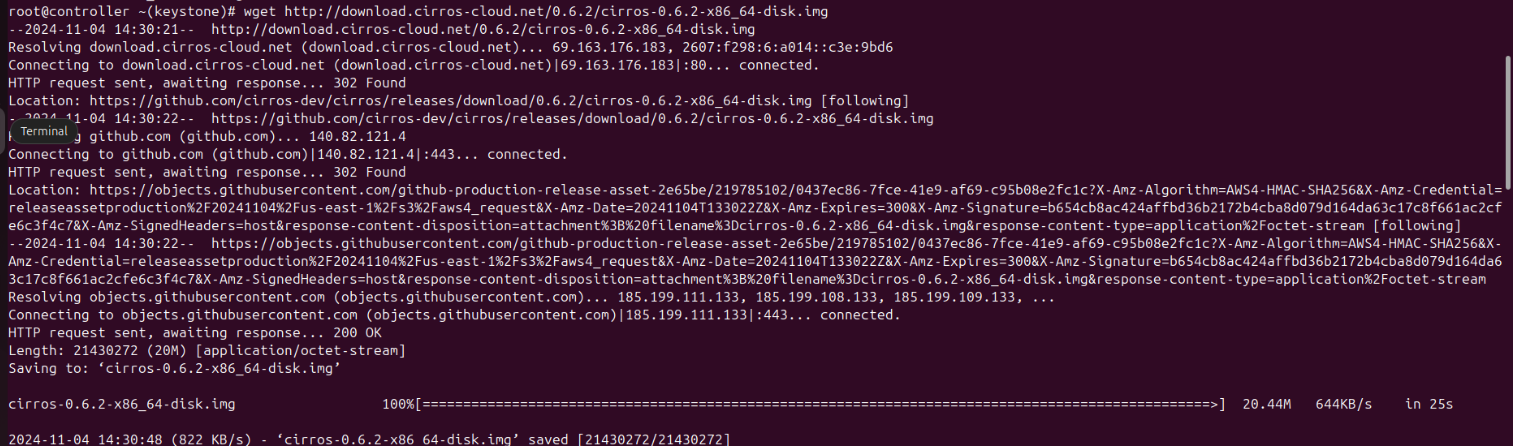 root@controller ~(keystone)# wget http://download.cirros-cloud.net/0.6.2/cirros-0.6.2-x86_64-disk.img
--2024-11-04 14:30:21--  http://download.cirros-cloud.net/0.6.2/cirros-0.6.2-x86_64-disk.img
Resolving download.cirros-cloud.net (download.cirros-cloud.net)... 69.163.176.183, 2607:f298:6:a014::c3e:9bd6
Connecting to download.cirros-cloud.net (download.cirros-cloud.net)|69.163.176.183|:80... connected.
HTTP request sent, awaiting response... 302 Found
Location: https://github.com/cirros-dev/cirros/releases/download/0.6.2/cirros-0.6.2-x86_64-disk.img [following]
--2024-11-04 14:30:22--  https://github.com/cirros-dev/cirros/releases/download/0.6.2/cirros-0.6.2-x86_64-disk.img
Terminal
github.com (github.com)... 140.82.121.4
Connecting to github.com (github.com)|140.82.121.4|:443... connected.
HTTP request sent, awaiting response... 302 Found
Location: https://objects.githubusercontent.com/github-production-release-asset-2e65be/219785102/0437ec86-7fce-41e9-af69-c95b08e2fc1c?X-Amz-Algorithm=AWS4-HMAC-SHA256&X-Amz-Credential=
releaseassetproduction%2F20241104%2Fus-east-1%2Fs3%2Faws4_request&X-Amz-Date=20241104T133022Z&X-Amz-Expires=300&X-Amz-Signature=b654cb8ac424affbd36b2172b4cba8d079d164da63c17c8f661ac2cf
e6c3f4c7&X-Amz-SignedHeaders=host&response-content-disposition=attachment%3B%20filename%3Dcirros-0.6.2-x86_64-disk.img&response-content-type=application%2Foctet-stream [following]
--2024-11-04 14:30:22--  https://objects.githubusercontent.com/github-production-release-asset-2e65be/219785102/0437ec86-7fce-41e9-af69-c95b08e2fc1c?X-Amz-Algorithm=AWS4-HMAC-SHA256&X-
Amz-Credential=releaseassetproduction%2F20241104%2Fus-east-1%2Fs3%2Faws4_request&X-Amz-Date=20241104T133022Z&X-Amz-Expires=300&X-Amz-Signature=b654cb8ac424affbd36b2172b4cba8d079d164da6
3c17c8f661ac2cfe6c3f4c7&X-Amz-SignedHeaders=host&response-content-disposition=attachment%3B%20filename%3Dcirros-0.6.2-x86_64-disk.img&response-content-type=application%2Foctet-stream
Resolving objects.githubusercontent.com (objects.githubusercontent.com)... 185.199.111.133, 185.199.108.133, 185.199.109.133, ...
Connecting to objects.githubusercontent.com (objects.githubusercontent.com)|185.199.111.133|:443... connected.
HTTP request sent, awaiting response... 200 OK
Length: 21430272 (20M) [application/octet-stream]
Saving to: ‘cirros-0.6.2-x86_64-disk.img’
cirros-0.6.2-x86_64-disk.img 100%[==================================================================================================>] 20.44M 644KB/s in 25s
2024-11-04 14:30:48 (822 KB/s) - ‘cirros-0.6.2-x86_64-disk.img’ saved [21430272/21430272]